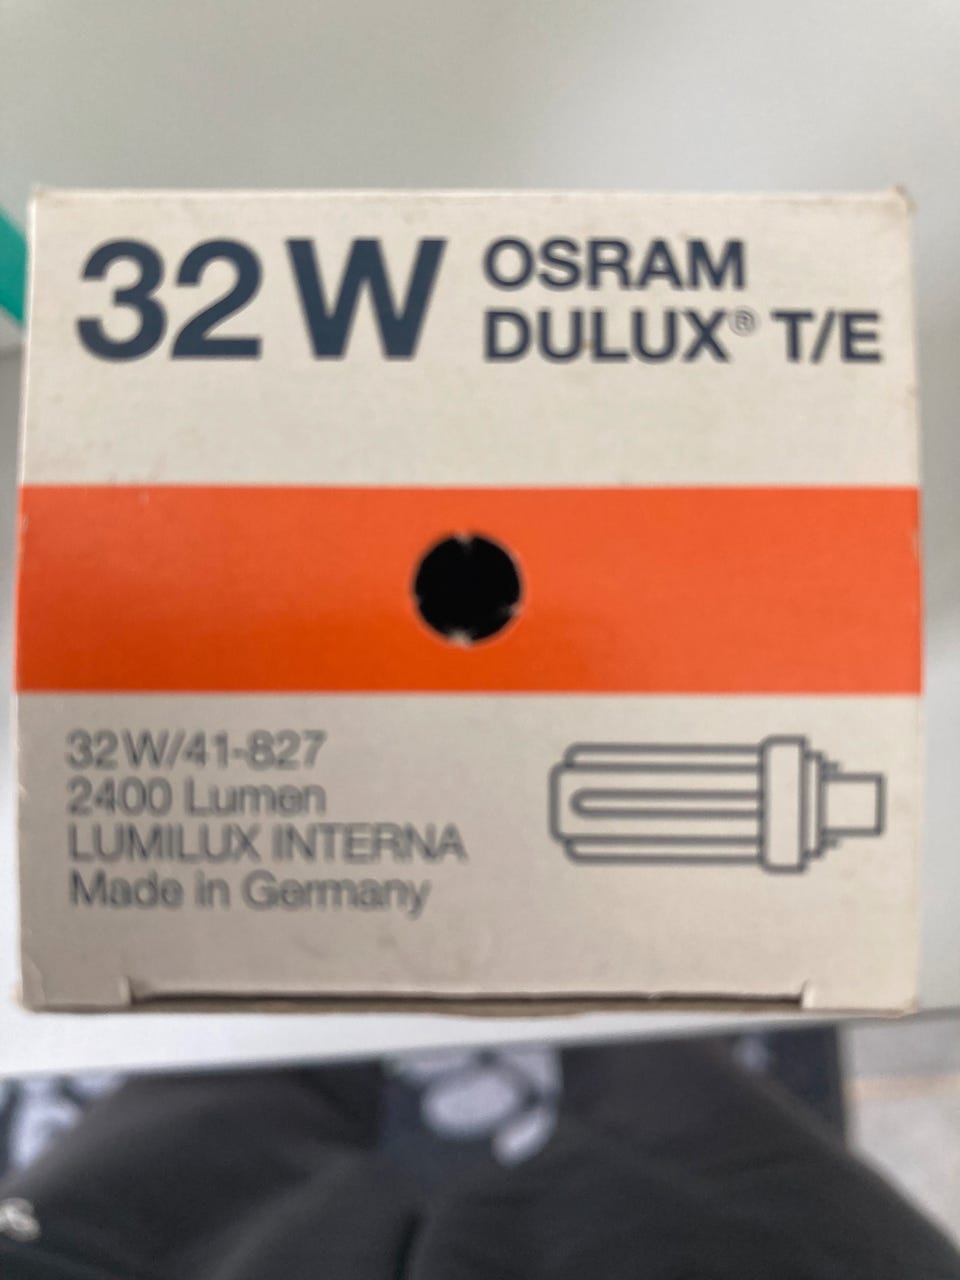 32 W OSRAM
DULUX® T/E
32W/41-827
2400 Lumen
LUMILUX INTERNA
Made in Germany